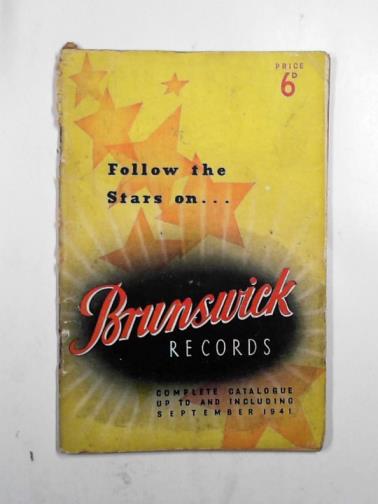 PRICE
6D
Follow the
Stars on...
Brunswick
RECORDS
COMPLETE CATALOGUE
UP TO AND INCLUDING
SEPTEMBER 1941